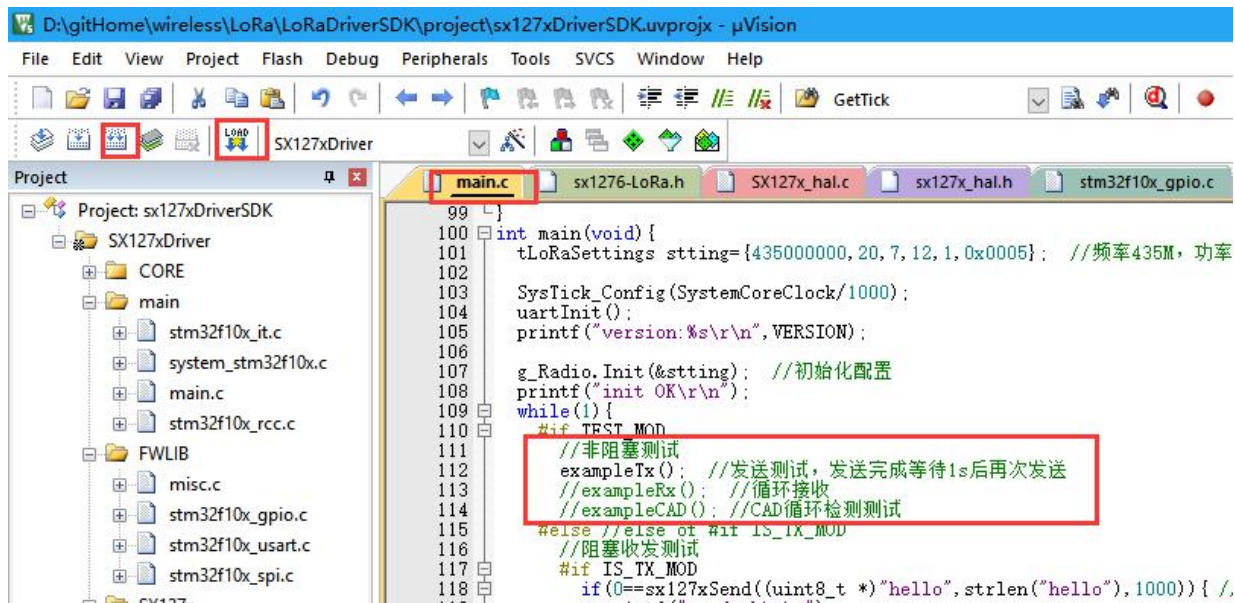 D:\gitHome\wireless\LoRa\LoRaDriverSDK\project\sx127xDriverSDK.uvprojx - µVision
File Edit View Project Flash Debug Peripherals Tools SVCS Window Help
GetTick
LOAD SX127xDriver
Project
main.c sx1276-LoRa.h SX127x_hal.c sx127x_hal.h stm32f10x_gpio.c
Project: sx127xDriverSDK
SX127xDriver
CORE
main
stm32f10x_it.c
system_stm32f10x.c
main.c
stm32f10x_rcc.c
FWLIB
misc.c
stm32f10x_gpio.c
stm32f10x_usart.c
stm32f10x_spi.c
SX127x
99 }
100 int main(void){
101 tLoRaSettings stting={435000000,20,7,12,1,0x0005}; //频率435M，功率
102
103 SysTick_Config(SystemCoreClock/1000);
104 uartInit();
105 printf("version:%s\r\n",VERSION);
106
107 g_Radio.Init(&stting); //初始化配置
108 printf("init OK\r\n");
109 while(1){
110 #if TEST_MOD
111 //非阻塞测试
112 exampleTx(); //发送测试，发送完成等待1s后再次发送
113 //exampleRx(); //循环接收
114 //exampleCAD(); //CAD循环检测测试
115 #else //else of #if IS_TX_MOD
116 //阻塞收发测试
117 #if IS_TX_MOD
118 if(0==sx127xSend((uint8_t *)"hello",strlen("hello"),1000)){ /